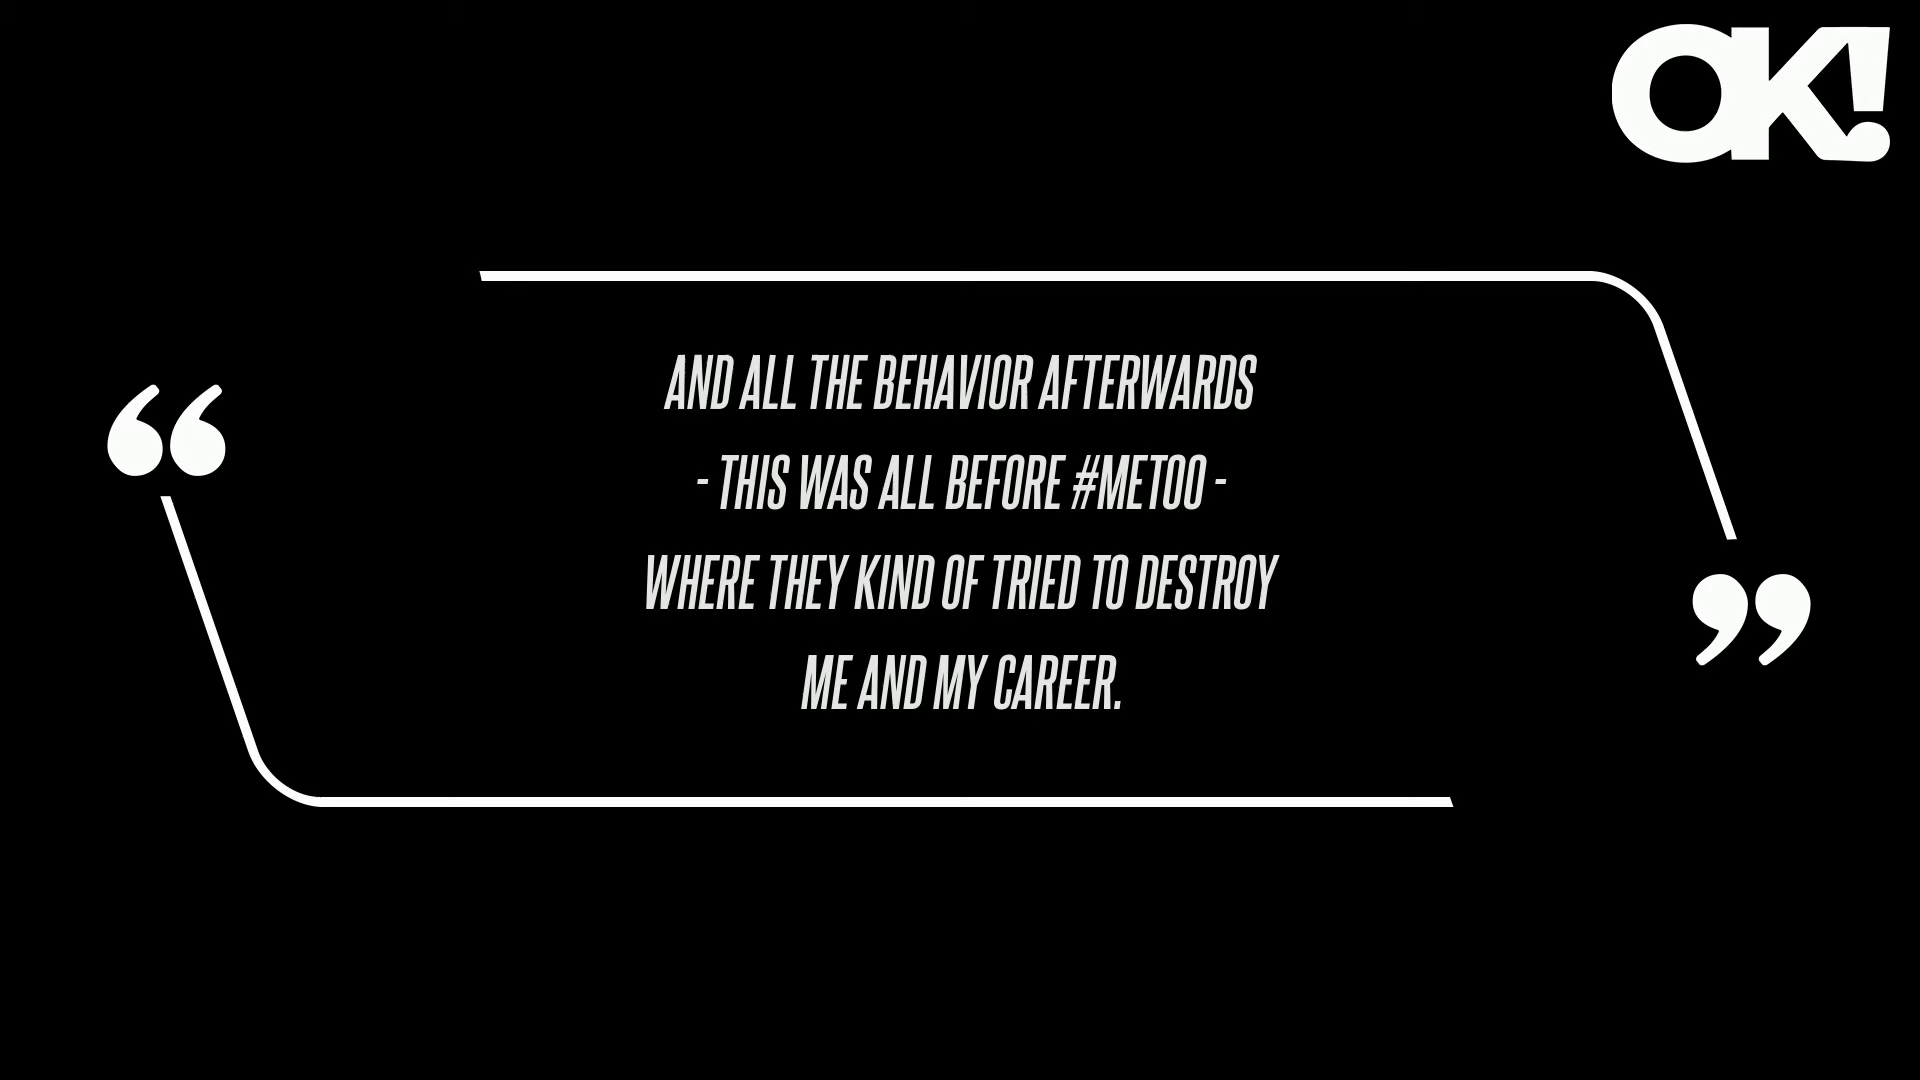 OK!
“
AND ALL THE BEHAVIOR AFTERWARDS
- THIS WAS ALL BEFORE #METOO -
WHERE THEY KIND OF TRIED TO DESTROY
ME AND MY CAREER.
”